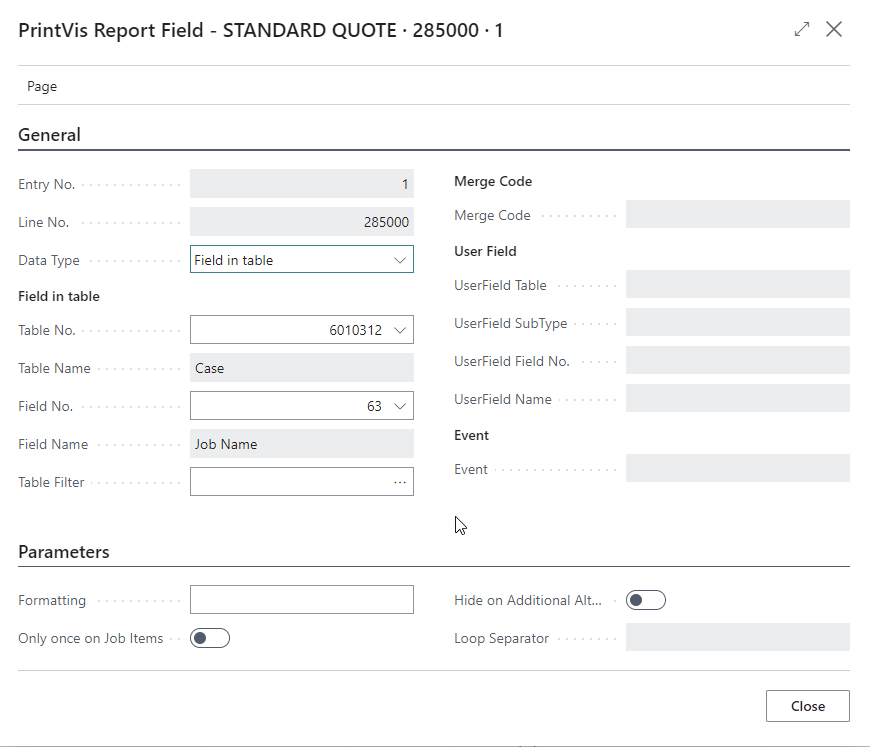 PrintVis Report Field - STANDARD QUOTE · 285000 · 1
Page
General
Entry No. 1
Line No. 285000
Data Type Field in table
Field in table
Table No. 6010312
Table Name Case
Field No. 63
Field Name Job Name
Table Filter ...
Merge Code
Merge Code
User Field
UserField Table
UserField SubType
UserField Field No.
UserField Name
Event
Event
Parameters
Formatting
Only once on Job Items
Hide on Additional Alt...
Loop Separator
Close